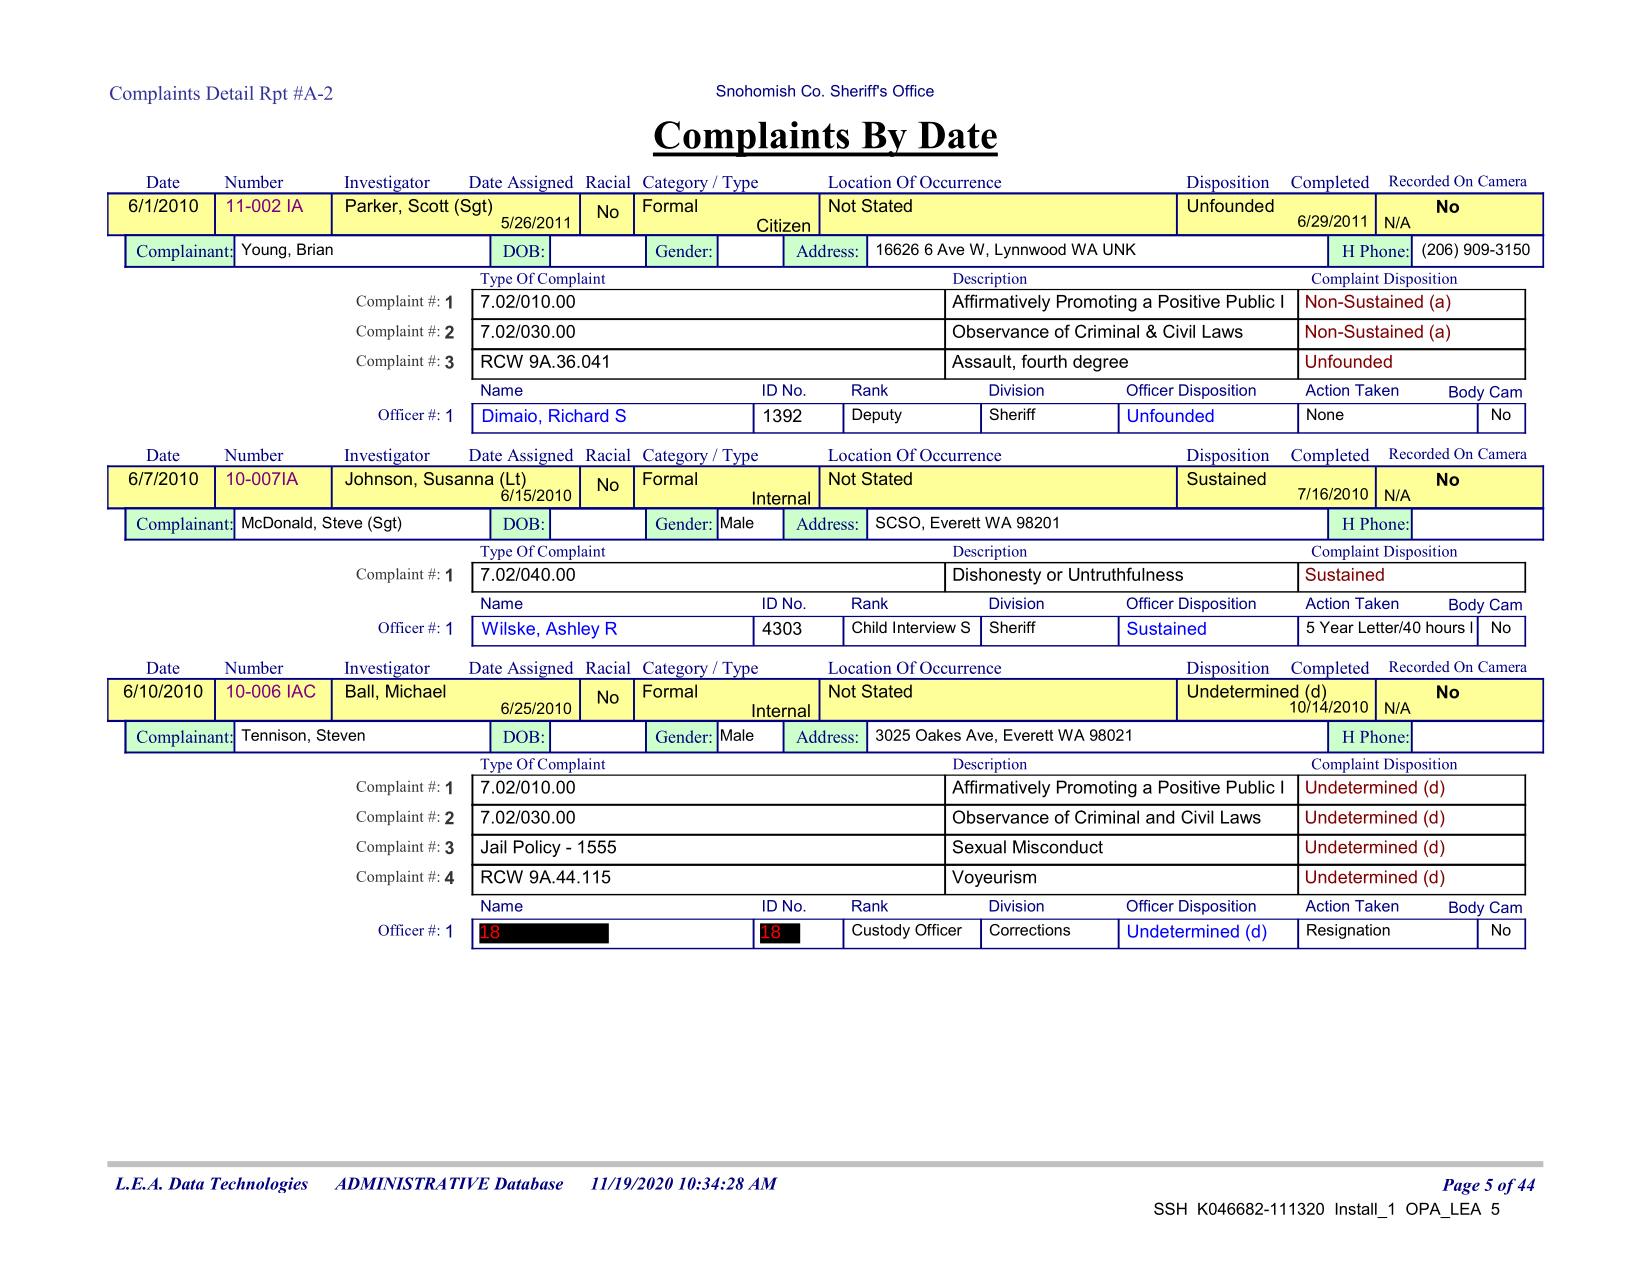 Complaints Detail Rpt #A-2
Snohomish Co. Sheriff's Office
Complaints By Date
Date Number Investigator Date Assigned Racial Category / Type Location Of Occurrence Disposition Completed Recorded On Camera
6/1/2010 11-002 IA Parker, Scott (Sgt) 5/26/2011 No Formal Citizen Not Stated Unfounded 6/29/2011 N/A No
Complainant: Young, Brian DOB: Gender: Address: 16626 6 Ave W, Lynnwood WA UNK H Phone: (206) 909-3150
Type Of Complaint Description Complaint Disposition
Complaint #: 1 7.02/010.00 Affirmatively Promoting a Positive Public I Non-Sustained (a)
Complaint #: 2 7.02/030.00 Observance of Criminal & Civil Laws Non-Sustained (a)
Complaint #: 3 RCW 9A.36.041 Assault, fourth degree Unfounded
Name ID No. Rank Division Officer Disposition Action Taken Body Cam
Officer #: 1 Dimaio, Richard S 1392 Deputy Sheriff Unfounded None No
Date Number Investigator Date Assigned Racial Category / Type Location Of Occurrence Disposition Completed Recorded On Camera
6/7/2010 10-007IA Johnson, Susanna (Lt) 6/15/2010 No Formal Internal Not Stated Sustained 7/16/2010 N/A No
Complainant: McDonald, Steve (Sgt) DOB: Gender: Male Address: SCSO, Everett WA 98201 H Phone:
Type Of Complaint Description Complaint Disposition
Complaint #: 1 7.02/040.00 Dishonesty or Untruthfulness Sustained
Name ID No. Rank Division Officer Disposition Action Taken Body Cam
Officer #: 1 Wilske, Ashley R 4303 Child Interview S Sheriff Sustained 5 Year Letter/40 hours l No
Date Number Investigator Date Assigned Racial Category / Type Location Of Occurrence Disposition Completed Recorded On Camera
6/10/2010 10-006 IAC Ball, Michael 6/25/2010 No Formal Internal Not Stated Undetermined (d) 10/14/2010 N/A No
Complainant: Tennison, Steven DOB: Gender: Male Address: 3025 Oakes Ave, Everett WA 98021 H Phone:
Type Of Complaint Description Complaint Disposition
Complaint #: 1 7.02/010.00 Affirmatively Promoting a Positive Public I Undetermined (d)
Complaint #: 2 7.02/030.00 Observance of Criminal and Civil Laws Undetermined (d)
Complaint #: 3 Jail Policy - 1555 Sexual Misconduct Undetermined (d)
Complaint #: 4 RCW 9A.44.115 Voyeurism Undetermined (d)
Name ID No. Rank Division Officer Disposition Action Taken Body Cam
Officer #: 1 18 18 Custody Officer Corrections Undetermined (d) Resignation No
L.E.A. Data Technologies ADMINISTRATIVE Database 11/19/2020 10:34:28 AM Page 5 of 44
SSH K046682-111320 Install_1 OPA_LEA 5